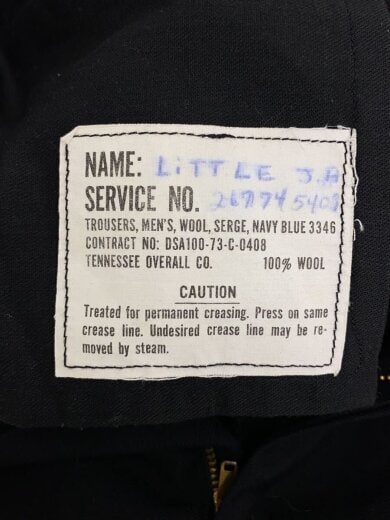 NAME: LiTTLE J.A
SERVICE NO. 267745408
TROUSERS, MEN'S, WOOL, SERGE, NAVY BLUE 3346
CONTRACT NO: DSA100-73-C-0408
TENNESSEE OVERALL CO. 100% WOOL
CAUTION
Treated for permanent creasing. Press on same
crease line. Undesired crease line may be re-
moved by steam.